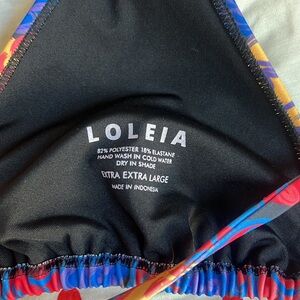 LOLEIA
82% POLYESTER 18% ELASTANE
HAND WASH IN COLD WATER
DRY IN SHADE
EXTRA EXTRA LARGE
MADE IN INDONESIA